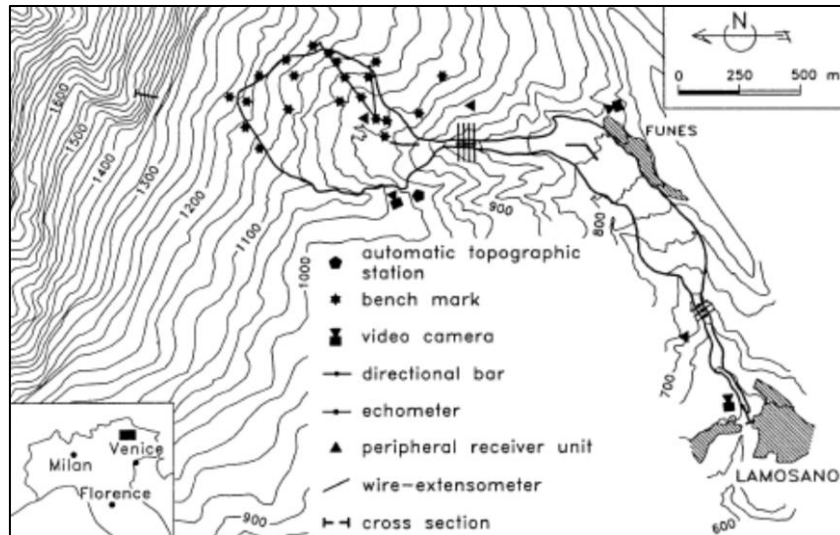 N
0 250 500 m
1600
1500
1400
1300
1200
1100
1000
900
FUNES
800
automatic topographic
station
bench mark
video camera
directional bar
echometer
peripheral receiver unit
wire-extensometer
cross section
700
LAMOSANO
600
900
Milan
Venice
Florence